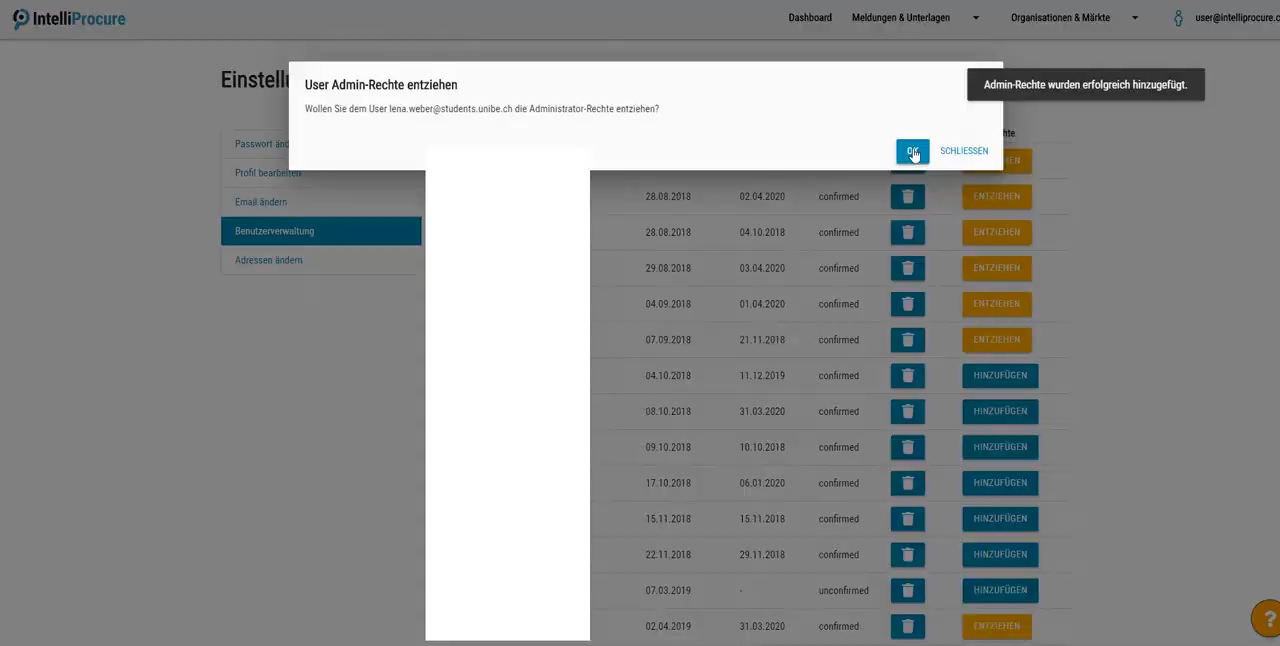 IntelliProcure
Dashboard
Meldungen & Unterlagen
Organisationen & Märkte
user@intelliprocure.c
Einstellu
User Admin-Rechte entziehen
Wollen Sie dem User lena.weber@students.unibe.ch die Administrator-Rechte entziehen?
OK
SCHLIESSEN
Admin-Rechte wurden erfolgreich hinzugefügt.
Passwort änd
Profil bearbeiten
Email ändern
Benutzerverwaltung
Adressen ändern
hte
HEN
28.08.2018 02.04.2020 confirmed ENTZIEHEN
28.08.2018 04.10.2018 confirmed ENTZIEHEN
29.08.2018 03.04.2020 confirmed ENTZIEHEN
04.09.2018 01.04.2020 confirmed ENTZIEHEN
07.09.2018 21.11.2018 confirmed ENTZIEHEN
04.10.2018 11.12.2019 confirmed HINZUFÜGEN
08.10.2018 31.03.2020 confirmed HINZUFÜGEN
09.10.2018 10.10.2018 confirmed HINZUFÜGEN
17.10.2018 06.01.2020 confirmed HINZUFÜGEN
15.11.2018 15.11.2018 confirmed HINZUFÜGEN
22.11.2018 29.11.2018 confirmed HINZUFÜGEN
07.03.2019 - unconfirmed HINZUFÜGEN
02.04.2019 31.03.2020 confirmed ENTZIEHEN
?